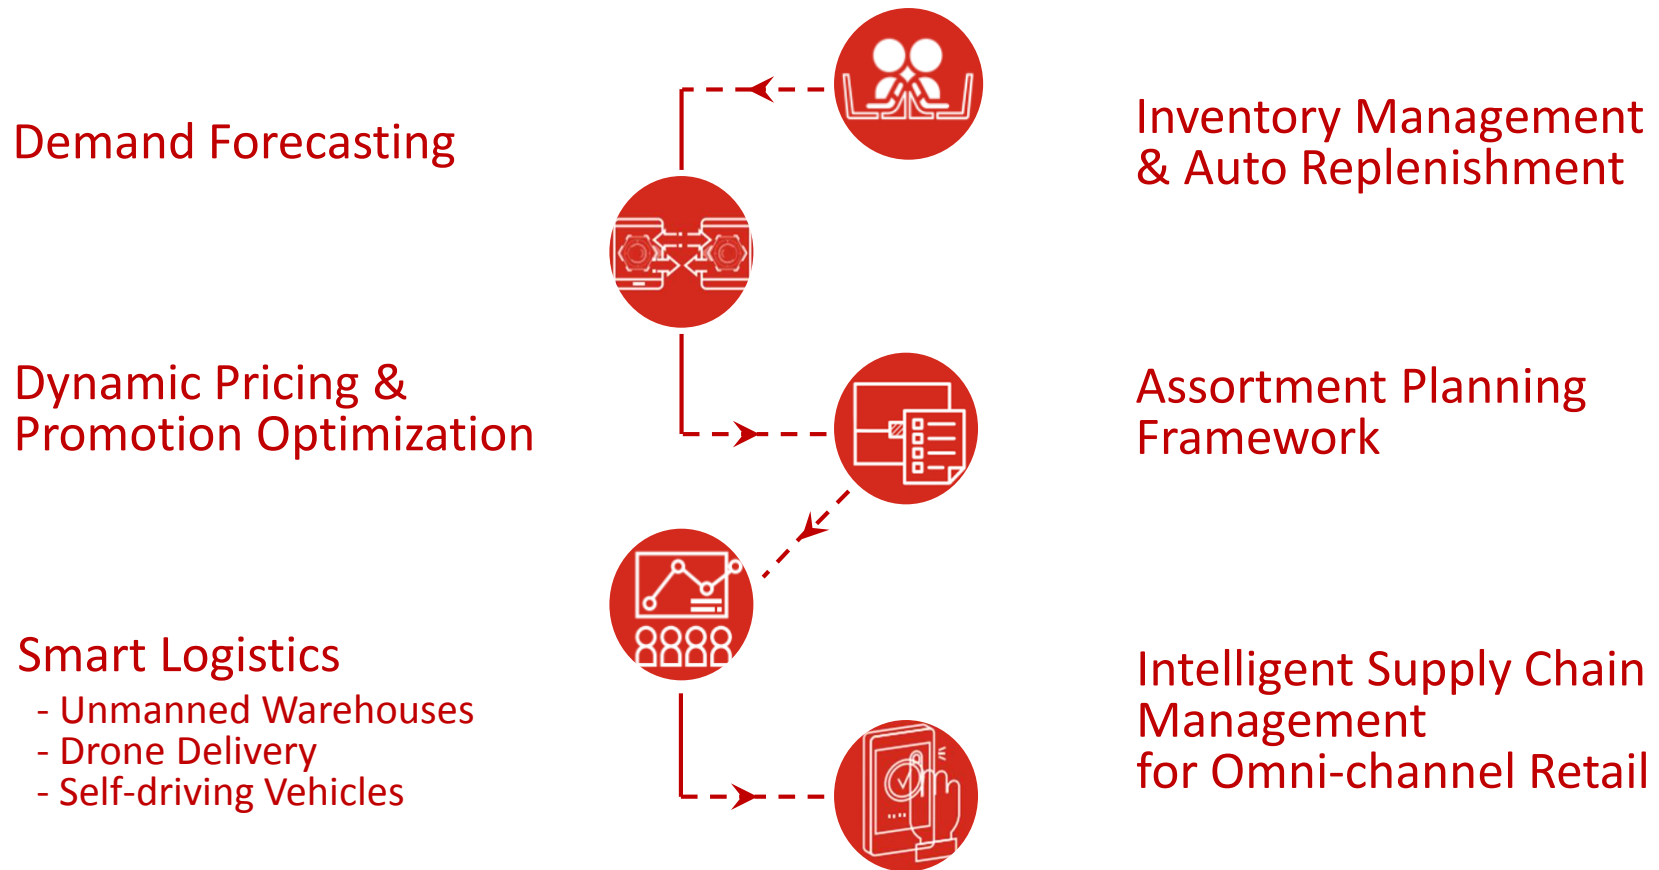 Demand Forecasting
Inventory Management
& Auto Replenishment
Dynamic Pricing &
Promotion Optimization
Assortment Planning
Framework
Smart Logistics
- Unmanned Warehouses
- Drone Delivery
- Self-driving Vehicles
Intelligent Supply Chain
Management
for Omni-channel Retail